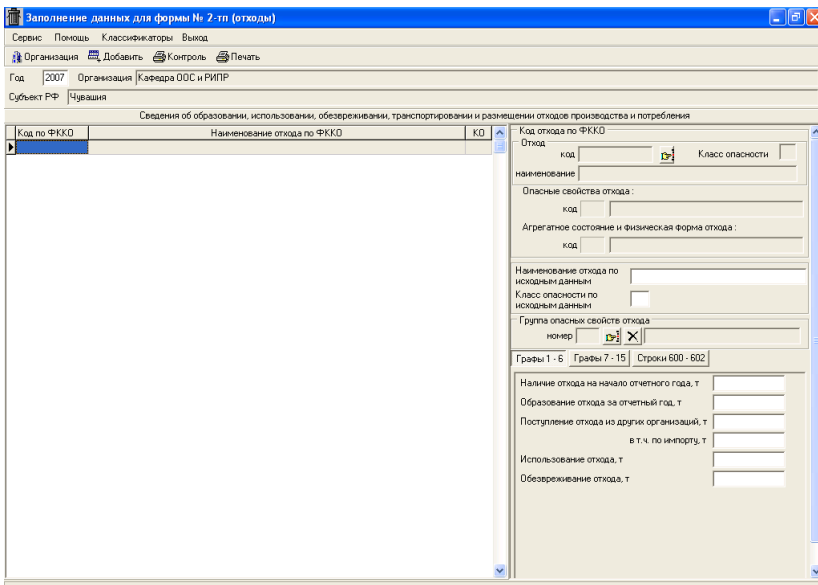 Заполнение данных для формы № 2-тп (отходы)
Сервис Помощь Классификаторы Выход
Организация Добавить Контроль Печать
Год 2007 Организация Кафедра ООС и РИПР
Субъект РФ Чувашия
Сведения об образовании, использовании, обезвреживании, транспортировании и размещении отходов производства и потребления
Код по ФККО Наименование отхода по ФККО КО
Код отхода по ФККО
Отход
код Класс опасности
наименование
Опасные свойства отхода :
код
Агрегатное состояние и физическая форма отхода :
код
Наименование отхода по
исходным данным
Класс опасности по
исходным данным
Группа опасных свойств отхода
номер
Графы 1 - 6 Графы 7 - 15 Строки 600 - 602
Наличие отхода на начало отчетного года, т
Образование отхода за отчетный год, т
Поступление отхода из других организаций, т
в т.ч. по импорту, т
Использование отхода, т
Обезвреживание отхода, т